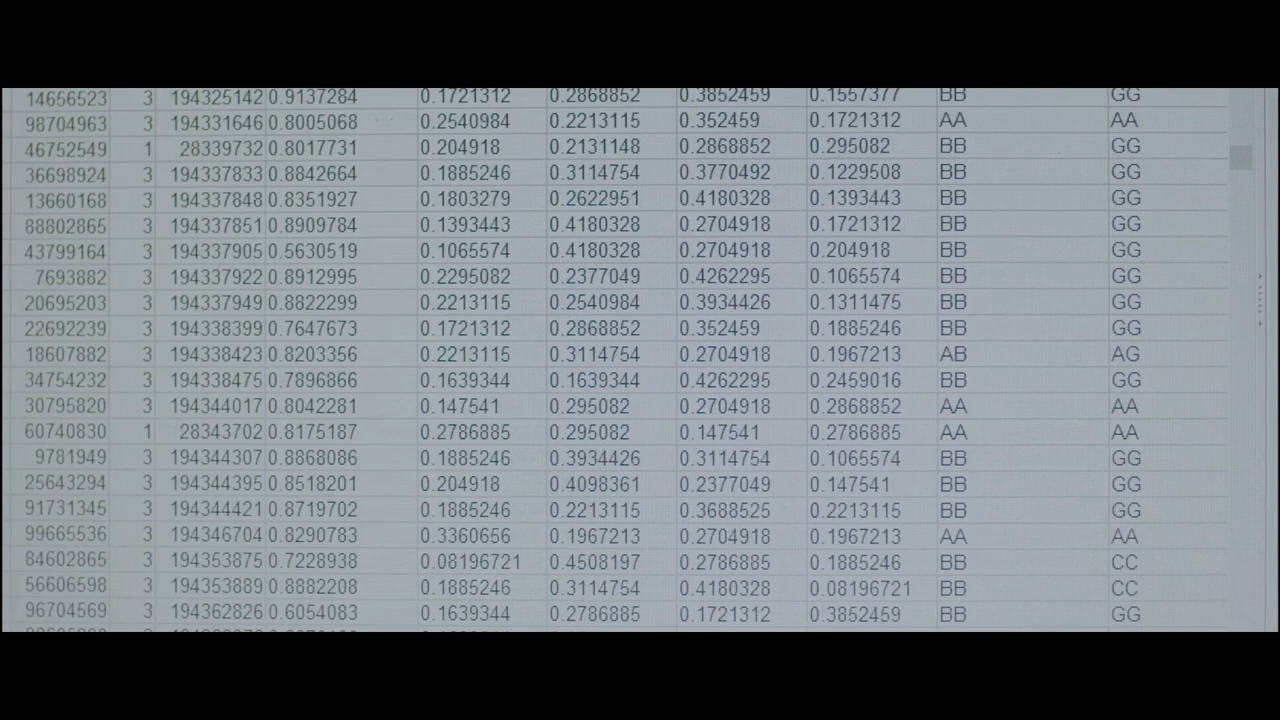 14656523 3 194325142 0.9137284 0.1721312 0.2868852 0.3852459 0.1557377 BB GG
98704963 3 194331646 0.8005068 0.2540984 0.2213115 0.352459 0.1721312 AA AA
46752549 1 28339732 0.8017731 0.204918 0.2131148 0.2868852 0.295082 BB GG
36698924 3 194337833 0.8842664 0.1885246 0.3114754 0.3770492 0.1229508 BB GG
13660168 3 194337848 0.8351927 0.1803279 0.2622951 0.4180328 0.1393443 BB GG
88802865 3 194337851 0.8909784 0.1393443 0.4180328 0.2704918 0.1721312 BB GG
43799164 3 194337905 0.5630519 0.1065574 0.4180328 0.2704918 0.204918 BB GG
7693882 3 194337922 0.8912995 0.2295082 0.2377049 0.4262295 0.1065574 BB GG
20695203 3 194337949 0.8822299 0.2213115 0.2540984 0.3934426 0.1311475 BB GG
22692239 3 194338399 0.7647673 0.1721312 0.2868852 0.352459 0.1885246 BB GG
18607882 3 194338423 0.8203356 0.2213115 0.3114754 0.2704918 0.1967213 AB AG
34754232 3 194338475 0.7896866 0.1639344 0.1639344 0.4262295 0.2459016 BB GG
30795820 3 194344017 0.8042281 0.147541 0.295082 0.2704918 0.2868852 AA AA
60740830 1 28343702 0.8175187 0.2786885 0.295082 0.147541 0.2786885 AA AA
9781949 3 194344307 0.8868086 0.1885246 0.3934426 0.3114754 0.1065574 BB GG
25643294 3 194344395 0.8518201 0.204918 0.4098361 0.2377049 0.147541 BB GG
91731345 3 194344421 0.8719702 0.1885246 0.2213115 0.3688525 0.2213115 BB GG
99665536 3 194346704 0.8290783 0.3360656 0.1967213 0.2704918 0.1967213 AA AA
84602865 3 194353875 0.7228938 0.08196721 0.4508197 0.2786885 0.1885246 BB CC
56606598 3 194353889 0.8882208 0.1885246 0.3114754 0.4180328 0.08196721 BB CC
96704569 3 194362826 0.6054083 0.1639344 0.2786885 0.1721312 0.3852459 BB GG